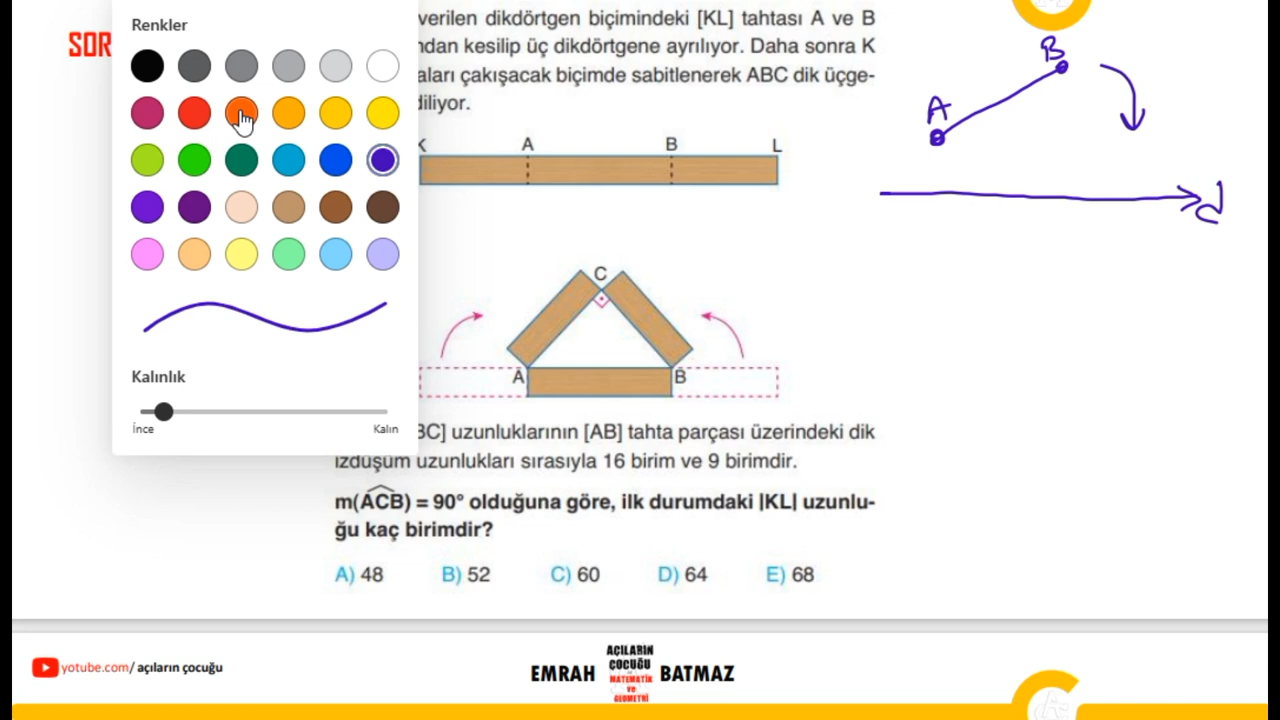 Renkler
SOR
verilen dikdörtgen biçimindeki [KL] tahtası A ve B
ndan kesilip üç dikdörtgene ayrılıyor. Daha sonra K
aları çakışacak biçimde sabitlenerek ABC dik üçge-
diliyor.
K A B L
B
A
d
C
A B
Kalınlık
İnce Kalın
BC] uzunluklarının [AB] tahta parçası üzerindeki dik
izdüşüm uzunlukları sırasıyla 16 birim ve 9 birimdir.
m(ACB) = 90° olduğuna göre, ilk durumdaki |KL| uzunlu-
ğu kaç birimdir?
A) 48 B) 52 C) 60 D) 64 E) 68
yotube.com/ açıların çocuğu
EMRAH AÇILARIN ÇOCUĞU MATEMATİK ve GEOMETRİ BATMAZ